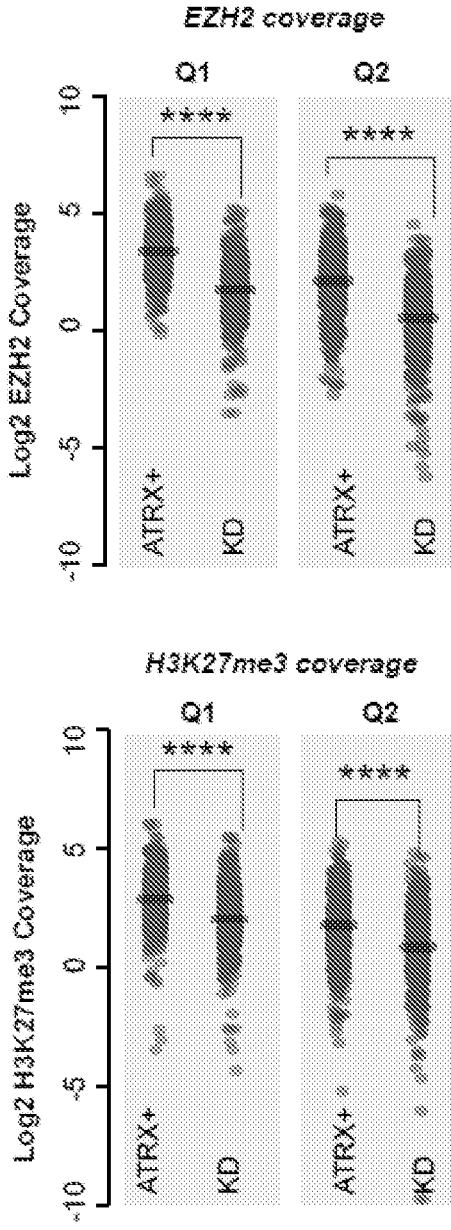 H3K27me3 coverage
Q1
Q2
Log2 H3K27me3 Coverage
10
5
0
-5
-10
****
****
ATRX+
KD
ATRX+
KD
EZH2 coverage
Q1
Q2
Log2 EZH2 Coverage
10
5
0
-5
-10
****
****
ATRX+
KD
ATRX+
KD